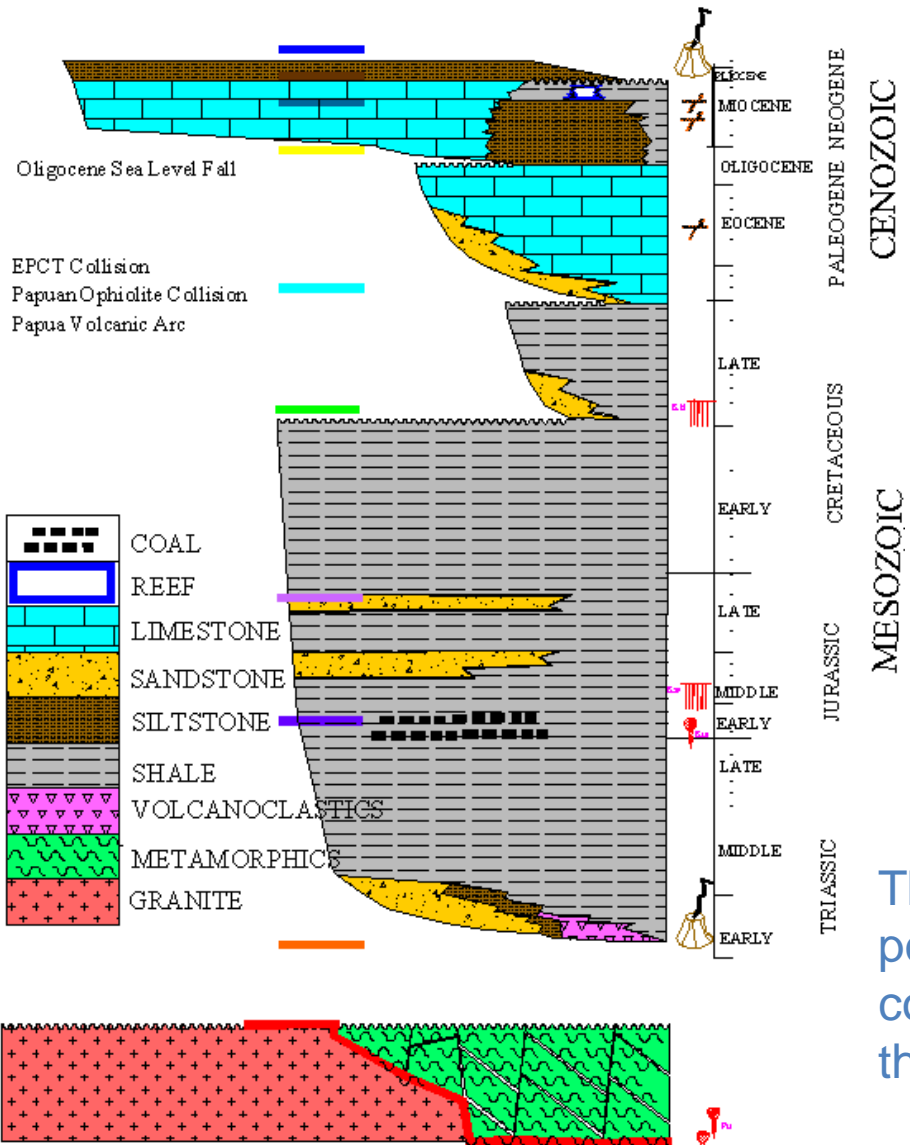 PLIOCENE
MIOCENE
OLIGOCENE
EOCENE
NEOGENE
PALEOGENE
CENOZOIC
Oligocene Sea Level Fall
EPCT Collision
Papuan Ophiolite Collision
Papua Volcanic Arc
LATE
EARLY
CRETACEOUS
LATE
MIDDLE
EARLY
JURASSIC
MESOZOIC
LATE
MIDDLE
EARLY
TRIASSIC
COAL
REEF
LIMESTONE
SANDSTONE
SILTSTONE
SHALE
VOLCANOCLASTICS
METAMORPHICS
GRANITE